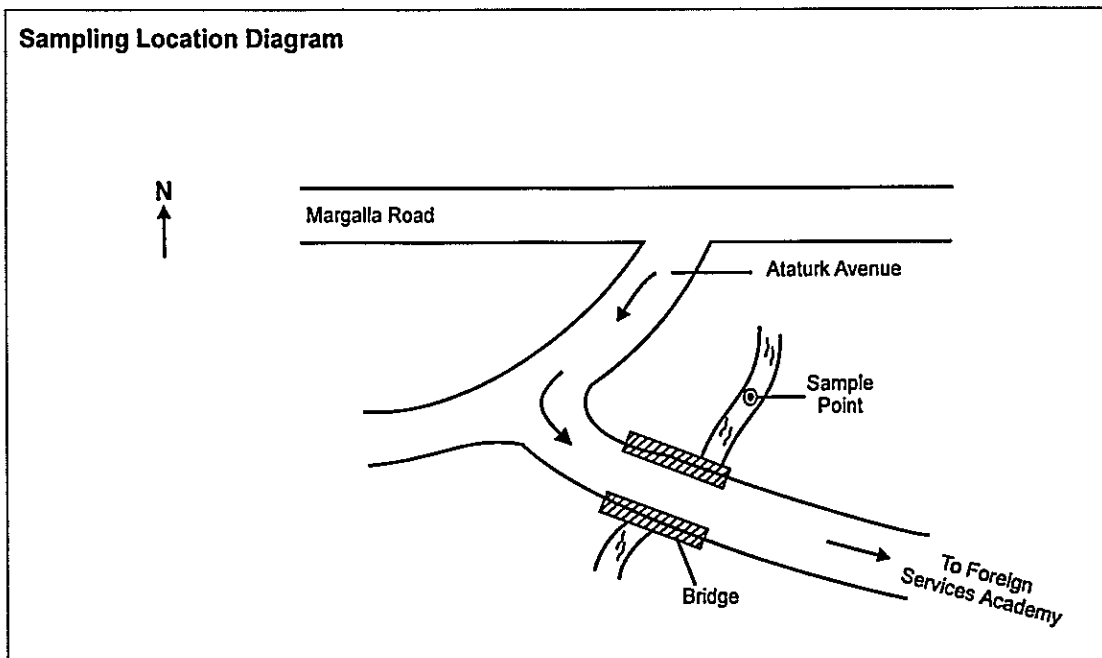 Sampling Location Diagram
N
Margalla Road
Ataturk Avenue
Sample
Point
Bridge
To Foreign
Services Academy